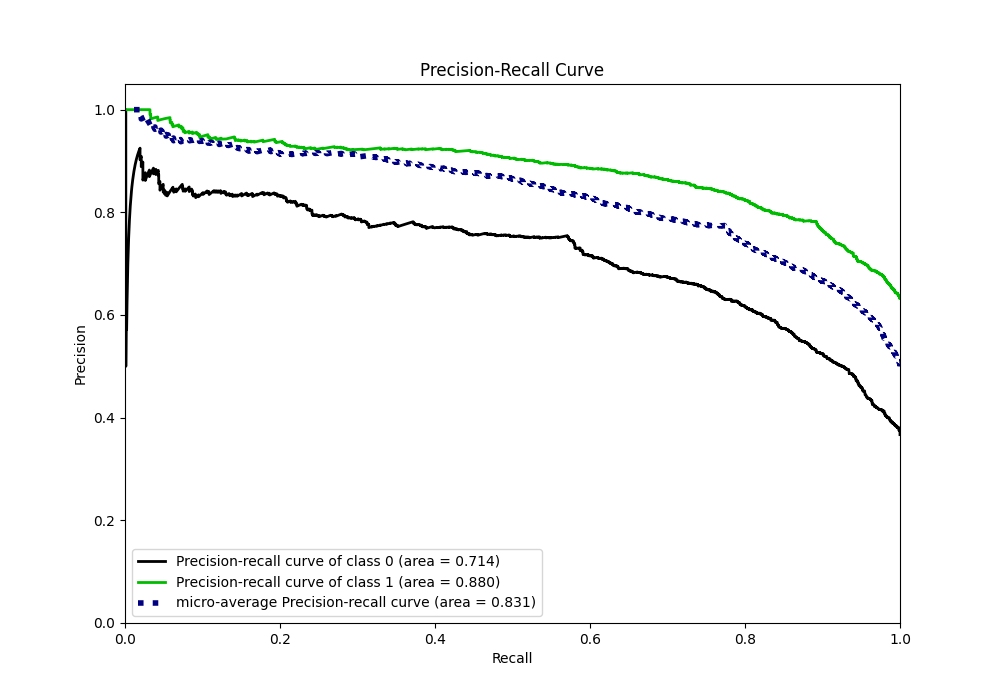 Precision-Recall Curve
1.0
0.8
0.6
0.4
0.2
0.0
Precision
Precision-recall curve of class 0 (area = 0.714)
Precision-recall curve of class 1 (area = 0.880)
micro-average Precision-recall curve (area = 0.831)
0.0 0.2 0.4 0.6 0.8 1.0
Recall